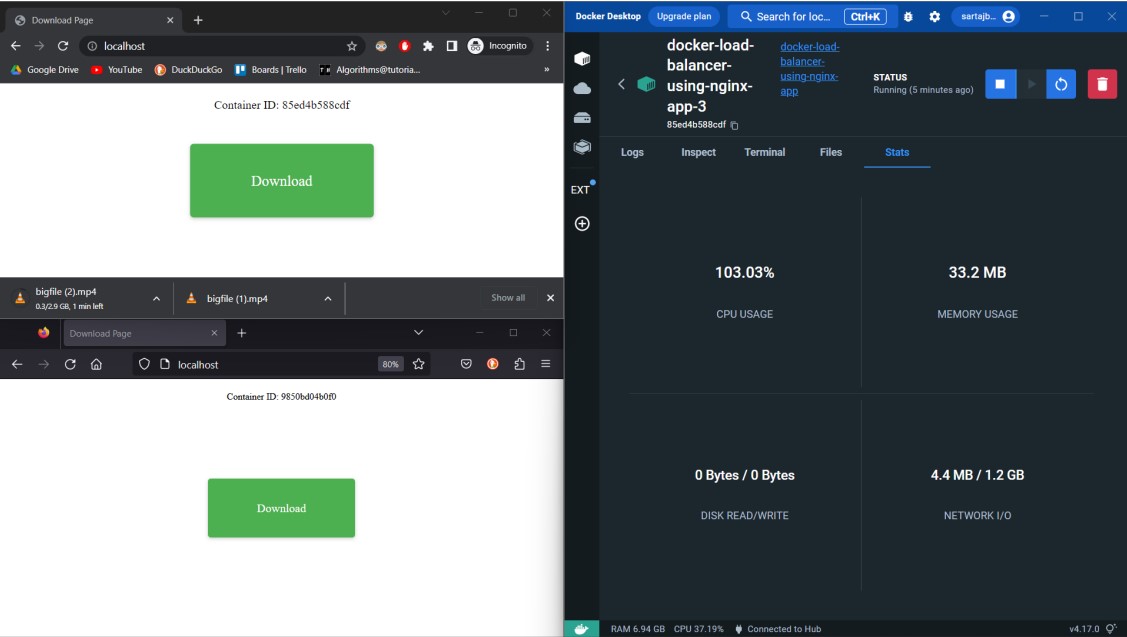 Download Page
localhost
Incognito
Google Drive
YouTube
DuckDuckGo
Boards | Trello
Algorithms@tutoria...
»
Container ID: 85ed4b588cdf
Download
bigfile (2).mp4
0.3/2.9 GB, 1 min left
bigfile (1).mp4
Show all
Download Page
localhost
80%
Container ID: 9850bd04b0f0
Download
Docker Desktop
Upgrade plan
Search for loc...
Ctrl+K
sartajb...
docker-load-
balancer-
using-nginx-
app-3
85ed4b588cdf
docker-load-
balancer-
using-nginx-
app
STATUS
Running (5 minutes ago)
Logs
Inspect
Terminal
Files
Stats
EXT
103.03%
CPU USAGE
33.2 MB
MEMORY USAGE
0 Bytes / 0 Bytes
DISK READ/WRITE
4.4 MB / 1.2 GB
NETWORK I/O
RAM 6.94 GB
CPU 37.19%
Connected to Hub
v4.17.0